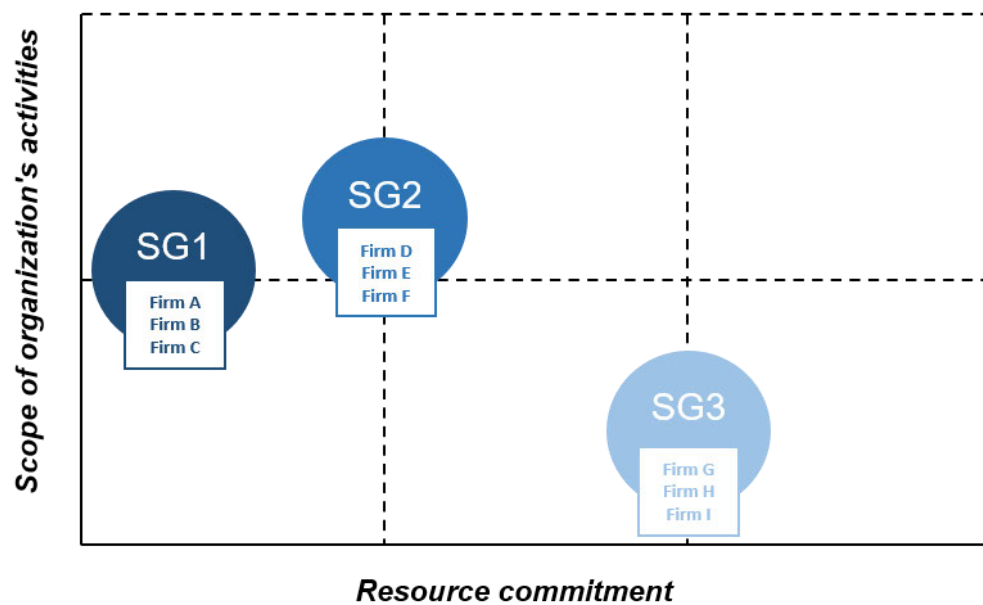 Scope of organization's activities
SG1
Firm A
Firm B
Firm C
SG2
Firm D
Firm E
Firm F
SG3
Firm G
Firm H
Firm I
Resource commitment